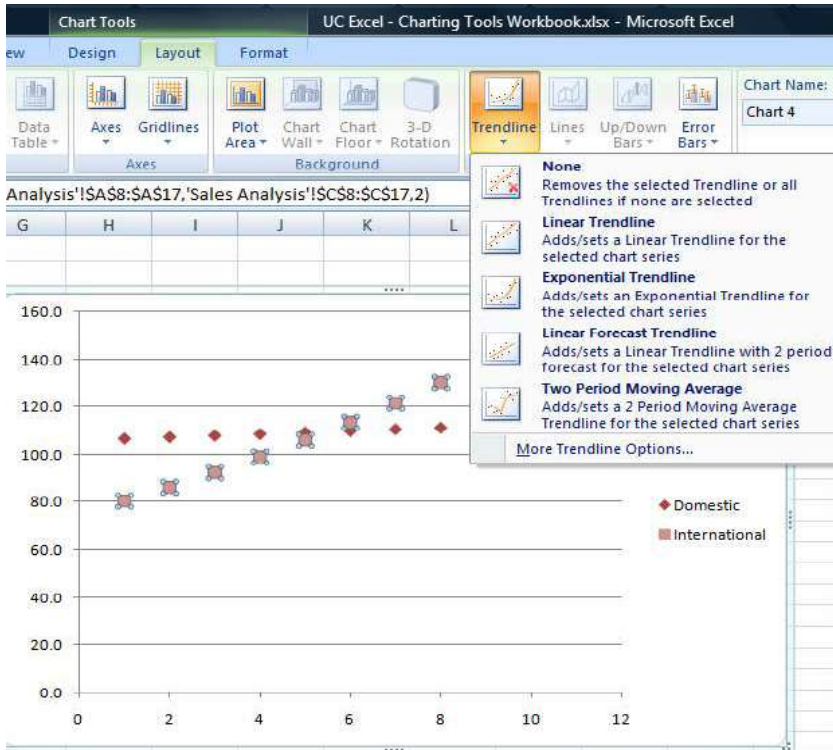 Chart Tools
UC Excel - Charting Tools Workbook.xlsx - Microsoft Excel
ew
Design
Layout
Format
Data
Table
Axes
Gridlines
Plot
Area
Chart
Wall
Chart
Floor
3-D
Rotation
Trendline
Lines
Up/Down
Bars
Error
Bars
Chart Name:
Chart 4
Axes
Background
None
Removes the selected Trendline or all
Trendlines if none are selected
Linear Trendline
Adds/sets a Linear Trendline for the
selected chart series
Exponential Trendline
Adds/sets an Exponential Trendline for
the selected chart series
Linear Forecast Trendline
Adds/sets a Linear Trendline with 2 period
forecast for the selected chart series
Two Period Moving Average
Adds/sets a 2 Period Moving Average
Trendline for the selected chart series
More Trendline Options...
Analysis'!$A$8:$A$17,'Sales Analysis'!$C$8:$C$17,2)
G H I J K L
160.0
140.0
120.0
100.0
80.0
60.0
40.0
20.0
0.0
0 2 4 6 8 10 12
Domestic
International